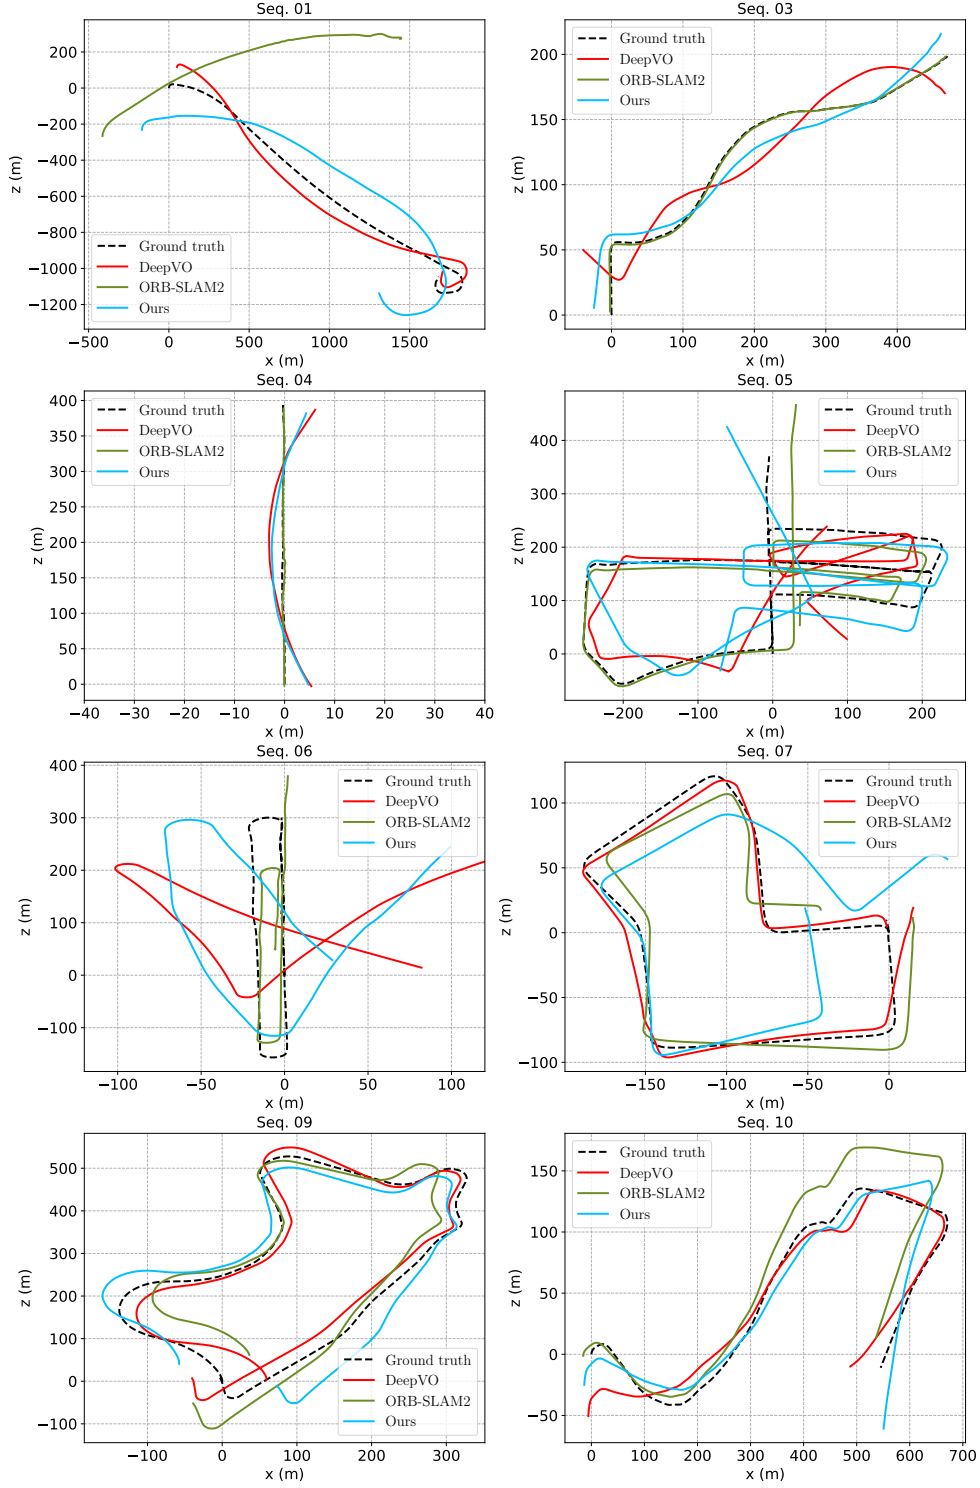 Seq. 01
200
0
−200
−400
−600
−800
−1000
−1200
z (m)
Ground truth
DeepVO
ORB-SLAM2
Ours
−500 0 500 1000 1500
x (m)
Seq. 03
200
150
100
50
0
z (m)
Ground truth
DeepVO
ORB-SLAM2
Ours
0 100 200 300 400
x (m)
Seq. 04
400
350
300
250
200
150
100
50
0
z (m)
Ground truth
DeepVO
ORB-SLAM2
Ours
−40 −30 −20 −10 0 10 20 30 40
x (m)
Seq. 05
400
300
200
100
0
z (m)
Ground truth
DeepVO
ORB-SLAM2
Ours
−200 −100 0 100 200
x (m)
Seq. 06
400
300
200
100
0
−100
z (m)
Ground truth
DeepVO
ORB-SLAM2
Ours
−100 −50 0 50 100
x (m)
Seq. 07
100
50
0
−50
−100
z (m)
Ground truth
DeepVO
ORB-SLAM2
Ours
−150 −100 −50 0
x (m)
Seq. 09
500
400
300
200
100
0
−100
z (m)
Ground truth
DeepVO
ORB-SLAM2
Ours
−100 0 100 200 300
x (m)
Seq. 10
150
100
50
0
−50
z (m)
Ground truth
DeepVO
ORB-SLAM2
Ours
0 100 200 300 400 500 600 700
x (m)